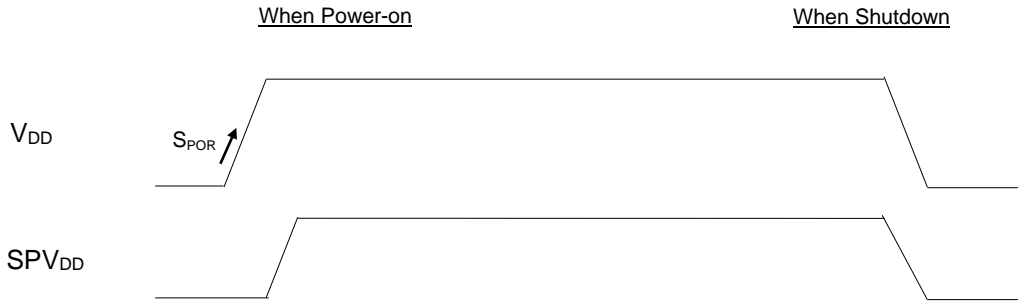 When Power-on
When Shutdown
VDD
SPOR
SPVDD